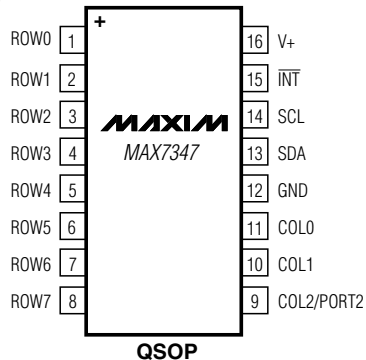 +
ROW0 1 16 V+
ROW1 2 15 INT
ROW2 3 MAXIM 14 SCL
ROW3 4 MAX7347 13 SDA
ROW4 5 12 GND
ROW5 6 11 COL0
ROW6 7 10 COL1
ROW7 8 9 COL2/PORT2
QSOP